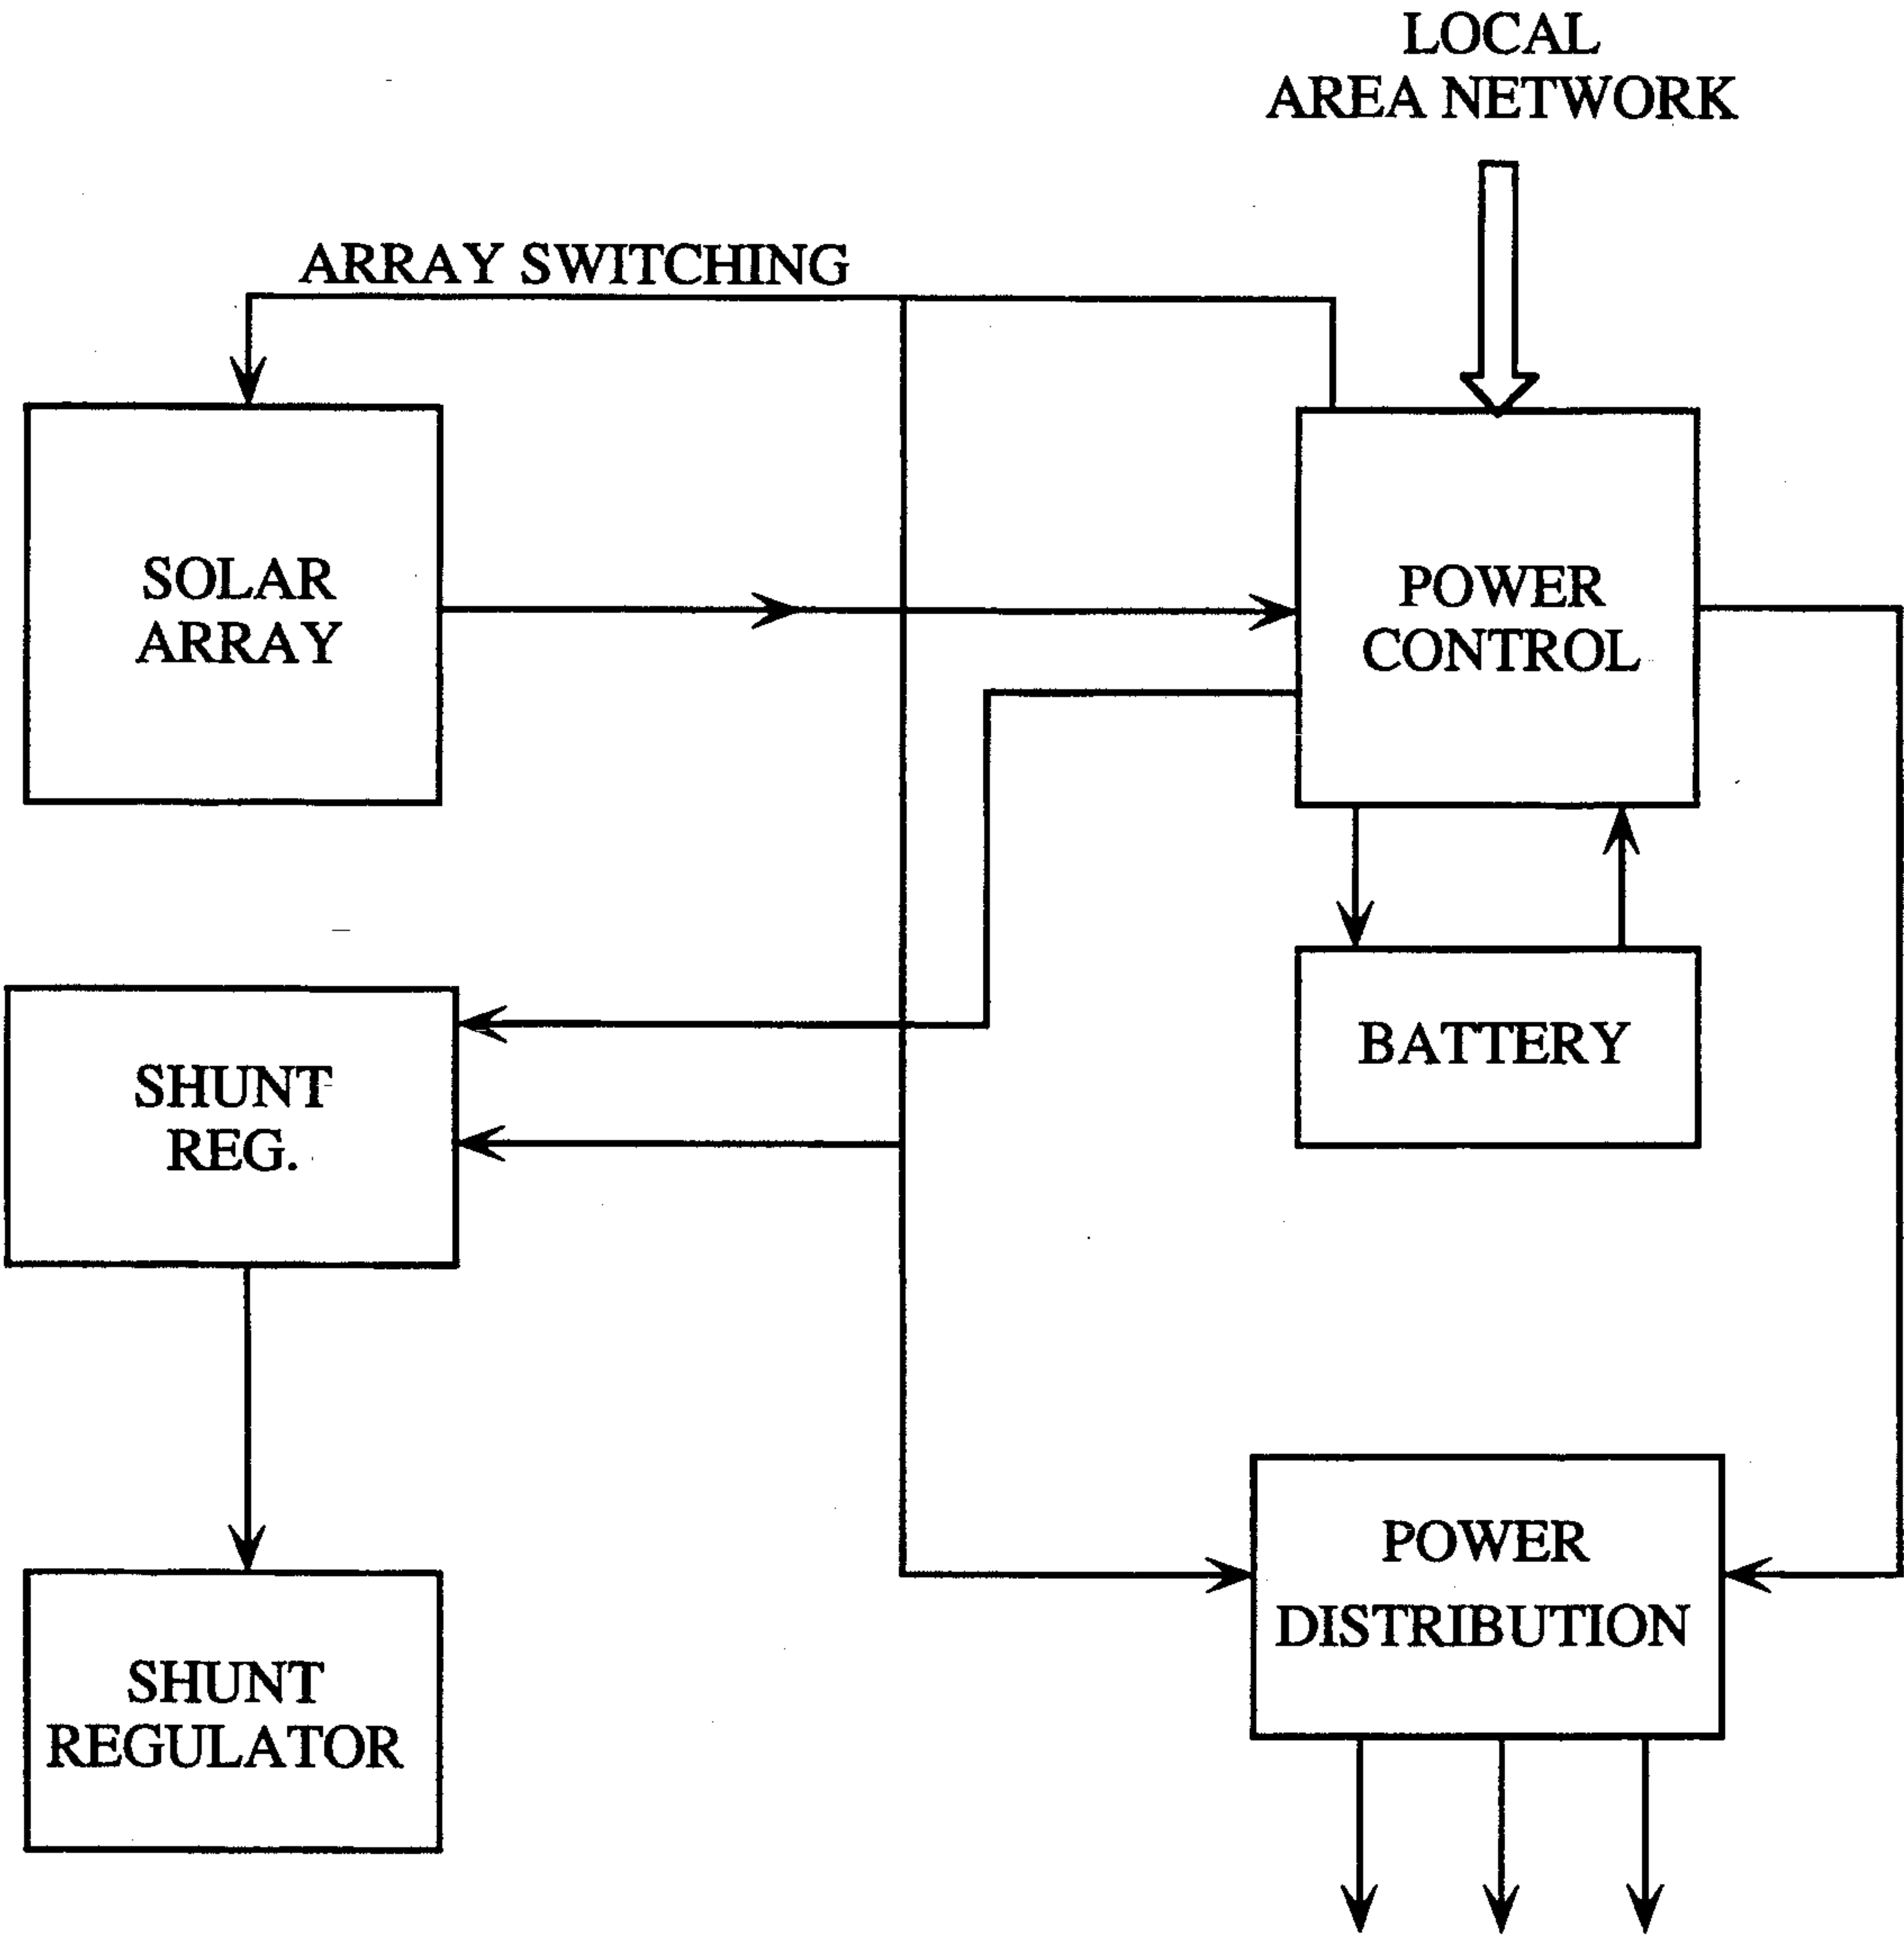 LOCAL
AREA NETWORK
ARRAY SWITCHING
SOLAR
ARRAY
POWER
CONTROL
BATTERY
SHUNT
REG.
POWER
DISTRIBUTION
SHUNT
REGULATOR